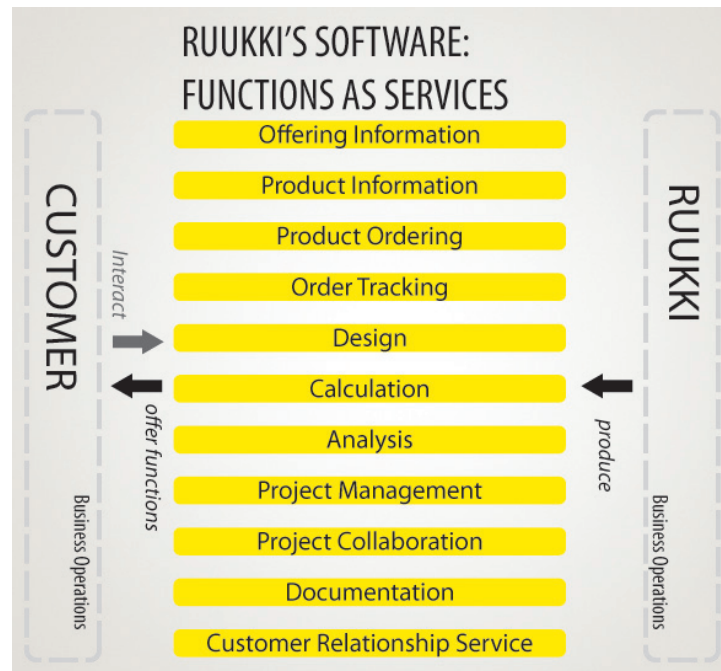 RUUKKI'S SOFTWARE:
FUNCTIONS AS SERVICES
CUSTOMER
Business Operations
Interact
offer functions
Offering Information
Product Information
Product Ordering
Order Tracking
Design
Calculation
Analysis
Project Management
Project Collaboration
Documentation
Customer Relationship Service
produce
RUUKKI
Business Operations